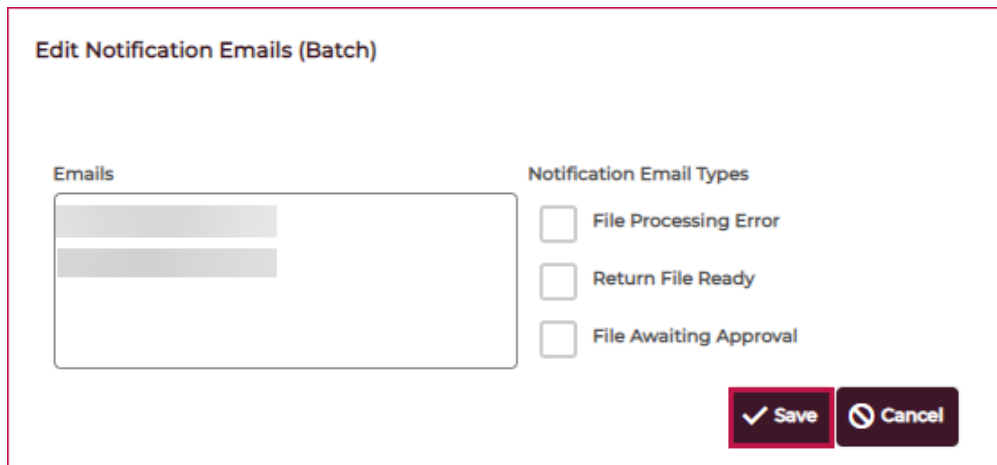 Edit Notification Emails (Batch)
Emails
Notification Email Types
File Processing Error
Return File Ready
File Awaiting Approval
Save
Cancel